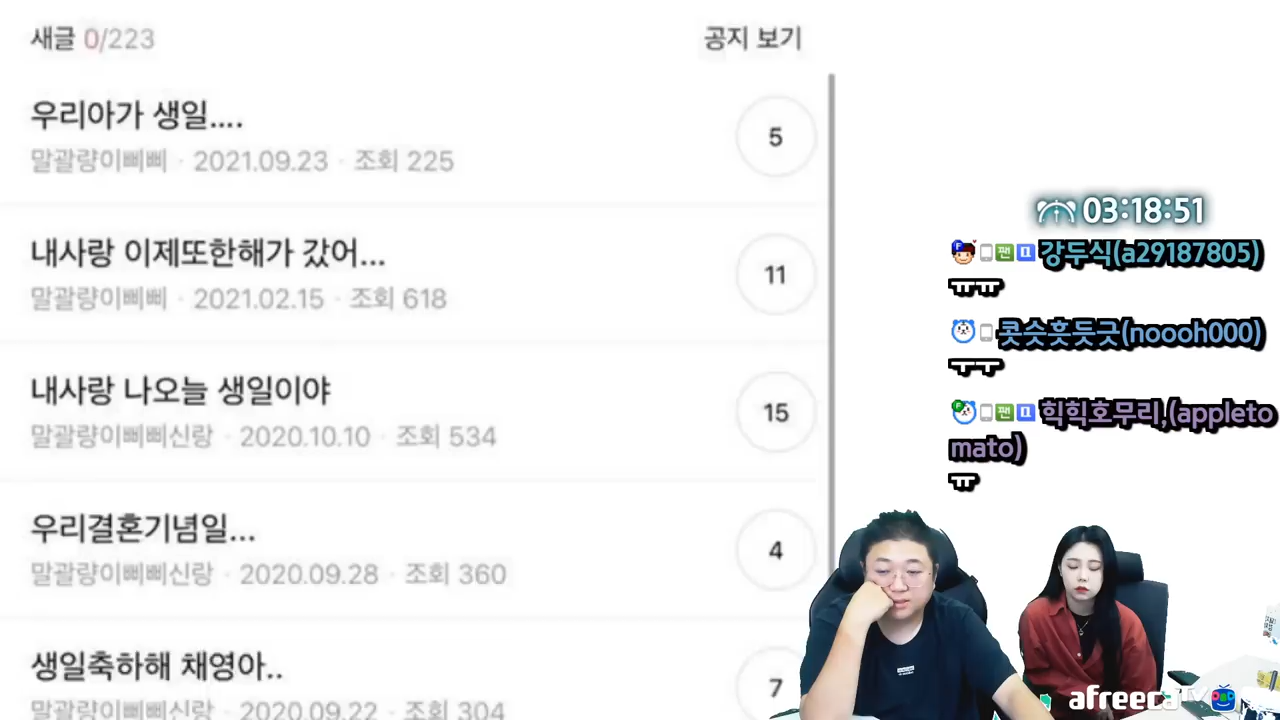 새글 0/223
공지 보기
우리아가 생일....
5
말괄량이삐삐 · 2021.09.23 · 조회 225
내사랑 이제또한해가 갔어...
11
말괄량이삐삐 · 2021.02.15 · 조회 618
내사랑 나오늘 생일이야
15
말괄량이삐삐신랑 · 2020.10.10 · 조회 534
우리결혼기념일...
4
말괄량이삐삐신랑 · 2020.09.28 · 조회 360
생일축하해 채영아..
7
말괄량이삐삐신랑
03:18:51
강두식(a29187805)
ㅠㅠ
콧슷흣듯긋(noooh000)
ㅜㅜ
힉힉호무리,(appleto
mato)
ㅠ
afreecaTV